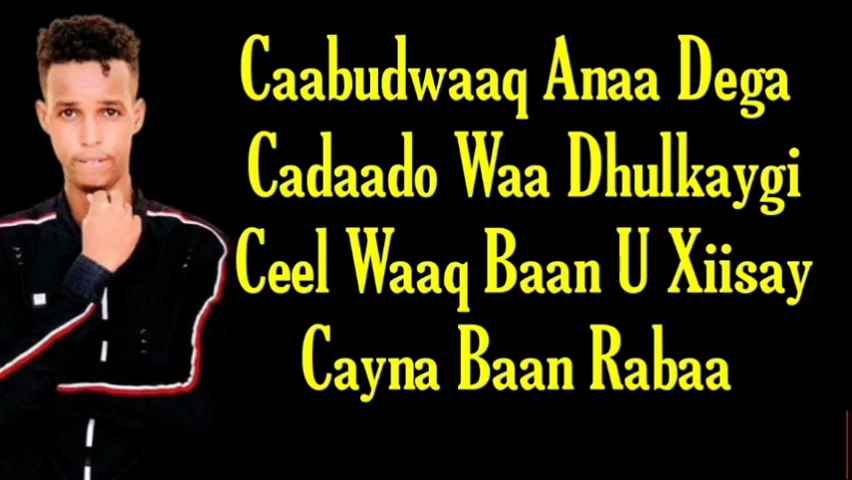 Caabudwaaq Anaa Dega
Cadaado Waa Dhulkaygi
Ceel Waaq Baan U Xiisay
Cayna Baan Rabaa